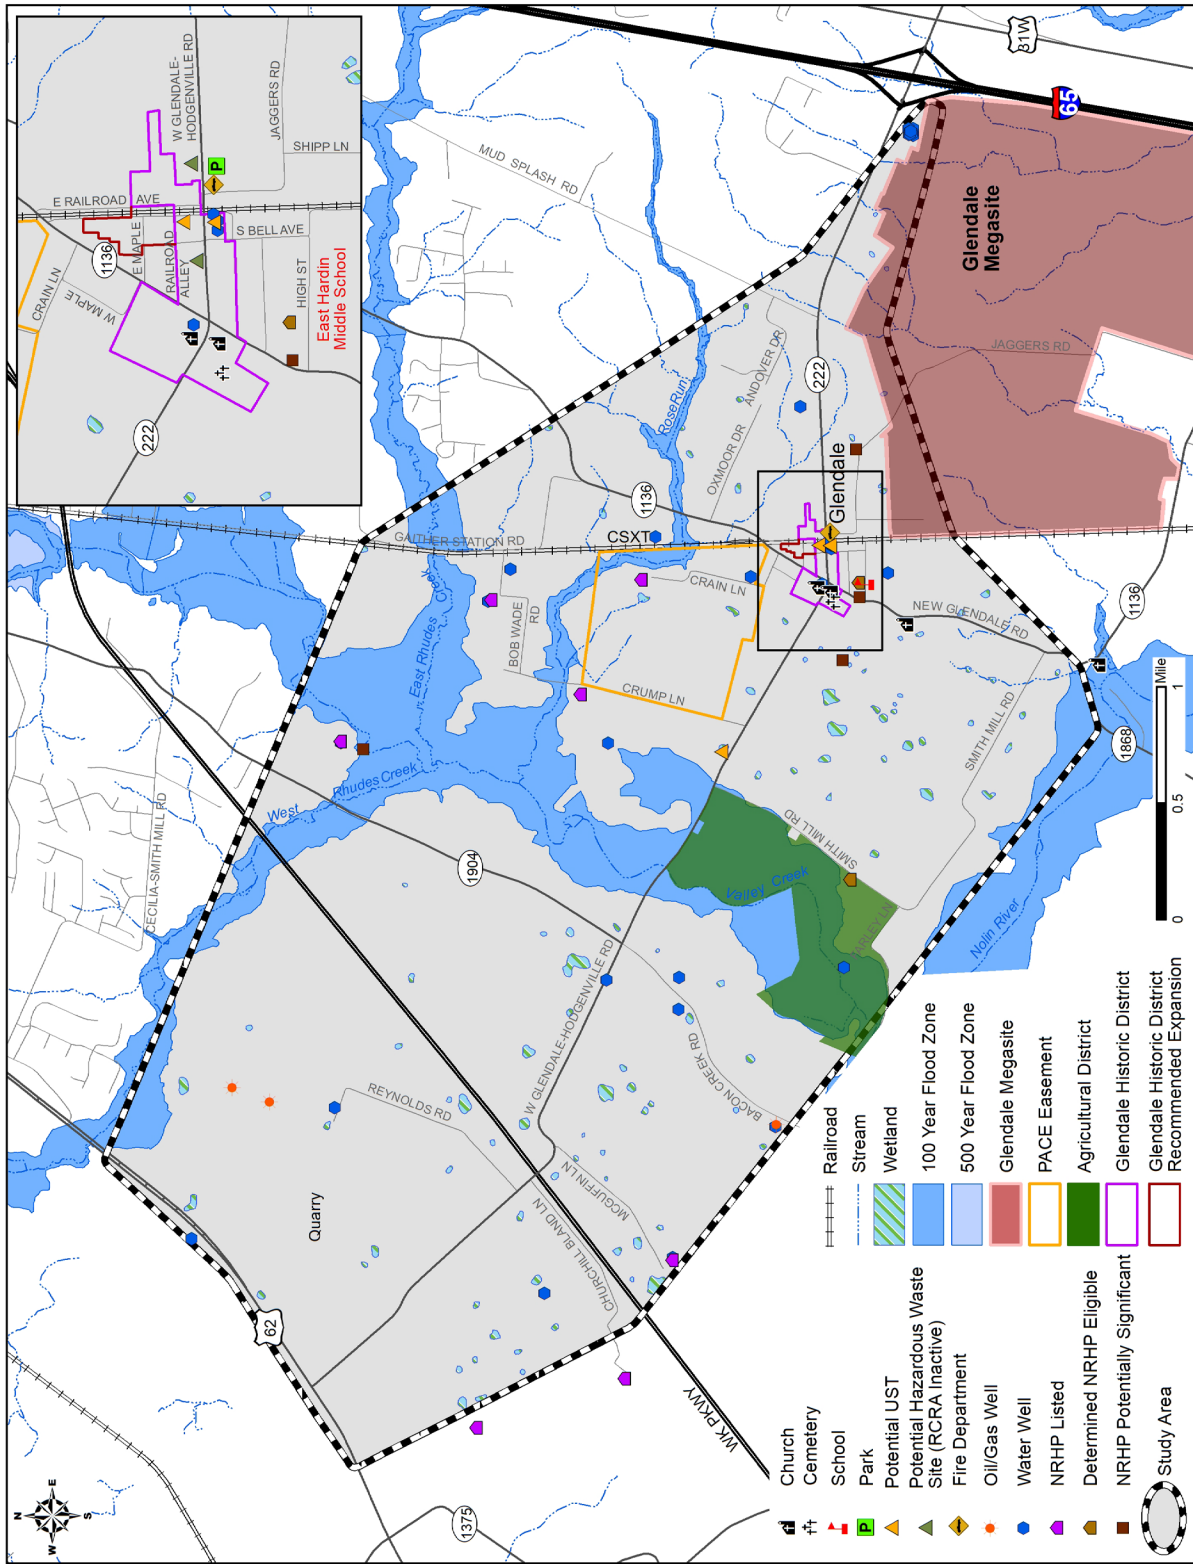 W GLENDALE-
HODGENVILLE RD
JAGGERS RD
SHIPP LN
P
E RAILROAD AVE
S BELL AVE
1136
E MAPLE
RAILROAD
ALLEY
CRAIN LN
W MAPLE
HIGH ST
East Hardin
Middle School
222
31W
65
MUD SPLASH RD
Glendale
Megasite
JAGGERS RD
ANDOVER DR
222
Rose Run
OXMOOR DR
1136
Glendale
CSXT
GAITHER STATION RD
CRAIN LN
BOB WADE
RD
East Rhudes
Creek
NEW GLENDALE RD
1136
CRUMP LN
SMITH MILL RD
1868
West
Rhudes Creek
CECILIA-SMITH MILL RD
1904
SMITH MILL RD
Valley Creek
Nolin River
W GLENDALE-HODGENVILLE RD
BACON CREEK RD
REYNOLDS RD
MCGUFFIN LN
CHURCHILL BLAND LN
Quarry
62
WK PKWY
1375
N
E
S
W
0
0.5
1
Mile
Church
Cemetery
School
P
Park
Potential UST
Potential Hazardous Waste
Site (RCRA Inactive)
Fire Department
Oil/Gas Well
Water Well
NRHP Listed
Determined NRHP Eligible
NRHP Potentially Significant
Study Area
Railroad
Stream
Wetland
100 Year Flood Zone
500 Year Flood Zone
Glendale Megasite
PACE Easement
Agricultural District
Glendale Historic District
Glendale Historic District
Recommended Expansion